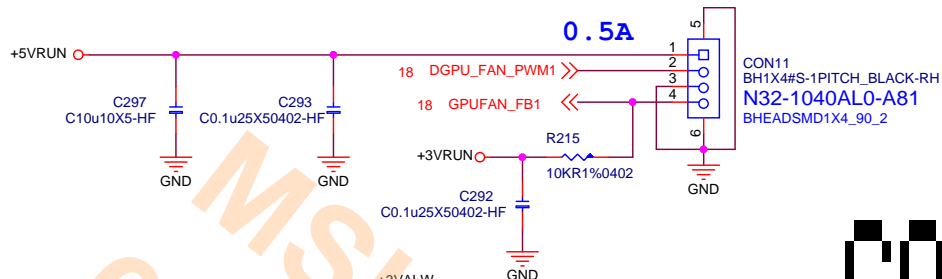 0.5A
+5VRUN
5
1
2
3
4
6
CON11
BH1X4#S-1PITCH_BLACK-RH
N32-1040AL0-A81
BHEADSMD1X4_90_2
18 DGPU_FAN_PWM1
18 GPUFAN_FB1
C297
C10u10X5-HF
C293
C0.1u25X50402-HF
GND
GND
R215
10KR1%0402
+3VRUN
C292
C0.1u25X50402-HF
GND
GND
MSI
+3VALW